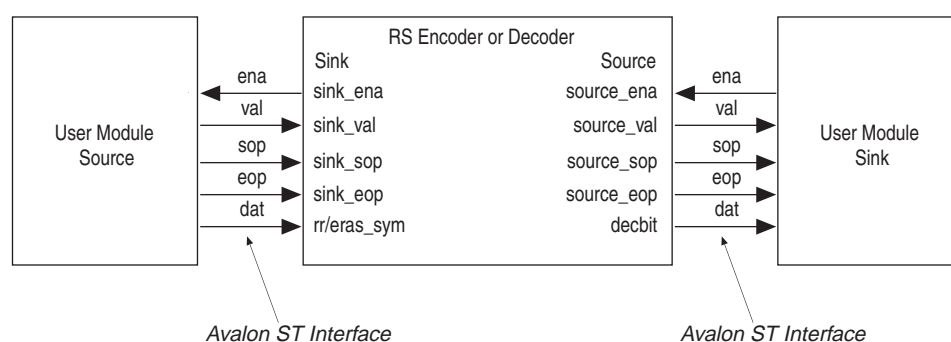 RS Encoder or Decoder
Sink Source
ena sink_ena source_ena ena
val sink_val source_val val
User Module Source
User Module Sink
sop sink_sop source_sop sop
eop sink_eop source_eop eop
dat rr/eras_sym decbit dat
Avalon ST Interface Avalon ST Interface